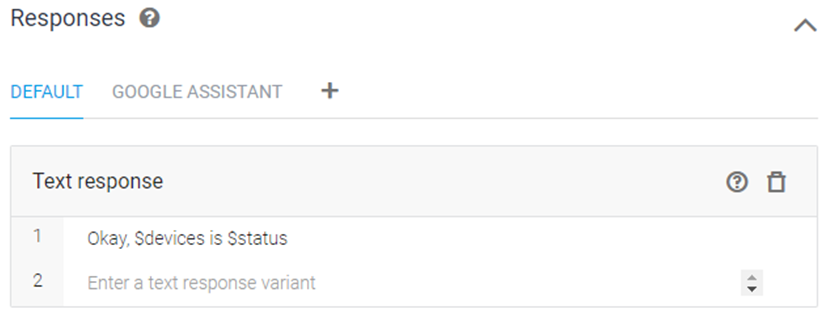 Responses
DEFAULT GOOGLE ASSISTANT
Text response
1 Okay, $devices is $status
2 Enter a text response variant